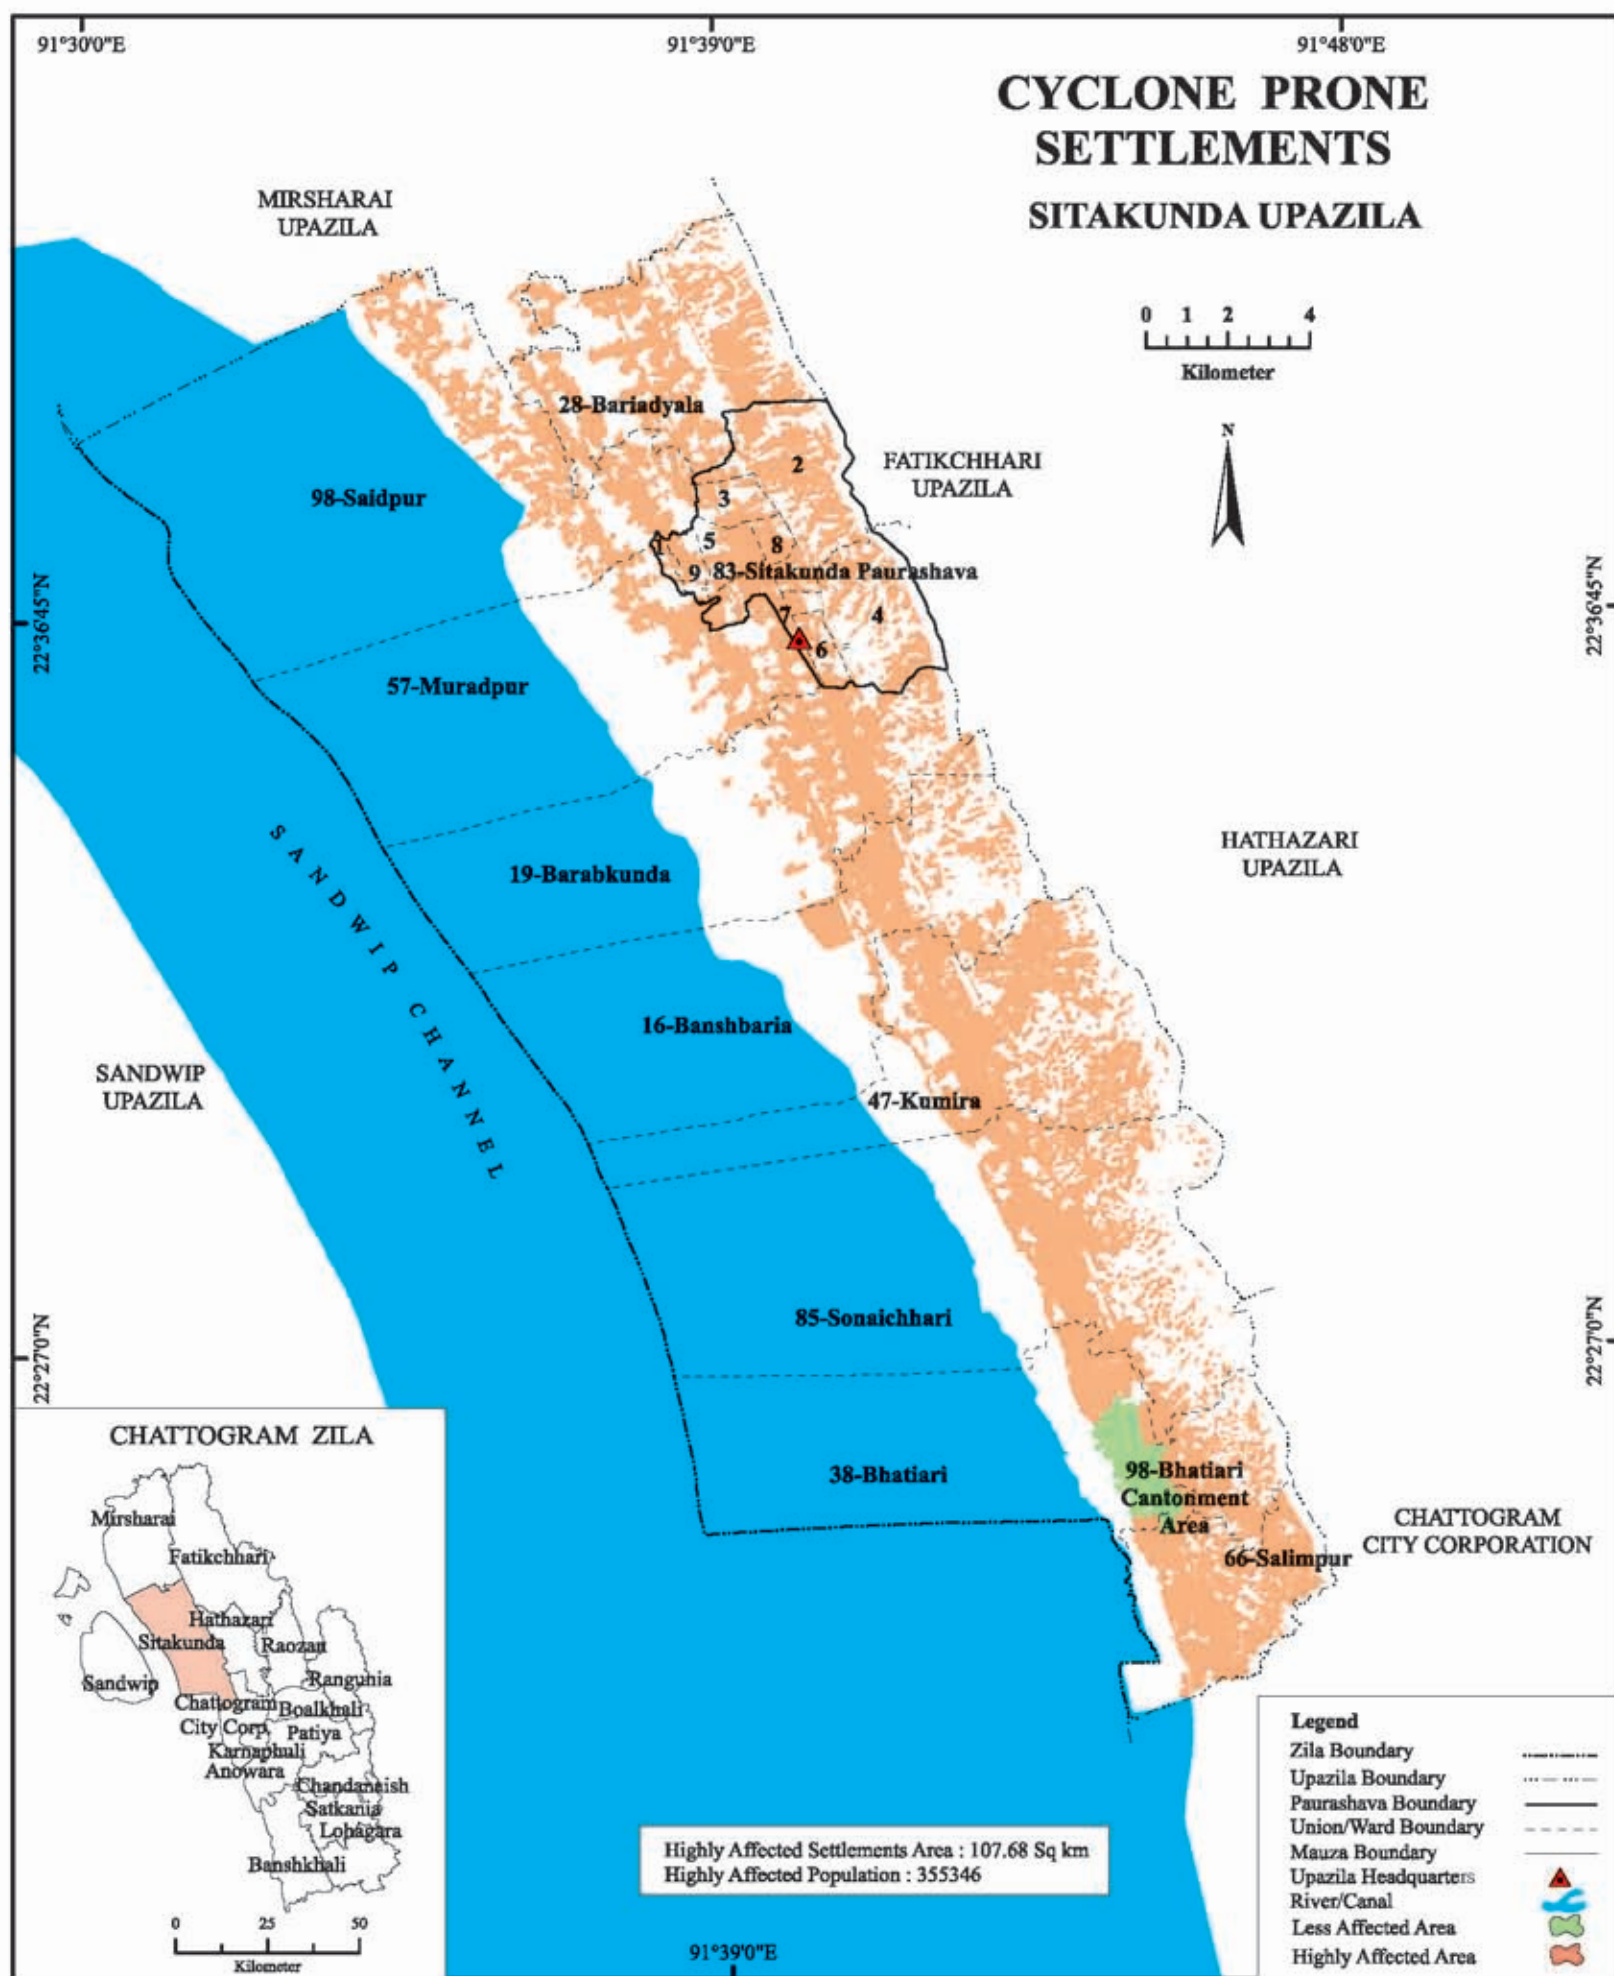 91°30'0"E
91°39'0"E
91°48'0"E
CYCLONE PRONE
SETTLEMENTS
SITAKUNDA UPAZILA
MIRSHARAI
UPAZILA
0 1 2 4
Kilometer
28-Bariadyala
N
FATIKCHHARI
UPAZILA
2
98-Saidpur
3
1
5
8
9
83-Sitakunda Paurashava
22°36'45"N
22°36'45"N
7
4
6
57-Muradpur
SANDWIP CHANNEL
HATHAZARI
UPAZILA
19-Barabkunda
16-Banshbaria
SANDWIP
UPAZILA
47-Kumira
85-Sonaichhari
22°27'0"N
22°27'0"N
38-Bhatiari
98-Bhatiari
Cantonment
Area
66-Salimpur
CHATTOGRAM
CITY CORPORATION
CHATTOGRAM ZILA
Mirsharai
Fatikchhari
Hathazari
Sitakunda
Raozan
Sandwip
Rangunia
Chattogram
City Corp.
Boalkhali
Patiya
Karnaphuli
Anowara
Chandanaish
Satkania
Lohagara
Banshkhali
0 25 50
Kilometer
Highly Affected Settlements Area : 107.68 Sq km
Highly Affected Population : 355346
91°39'0"E
Legend
Zila Boundary
Upazila Boundary
Paurashava Boundary
Union/Ward Boundary
Mauza Boundary
Upazila Headquarters
River/Canal
Less Affected Area
Highly Affected Area